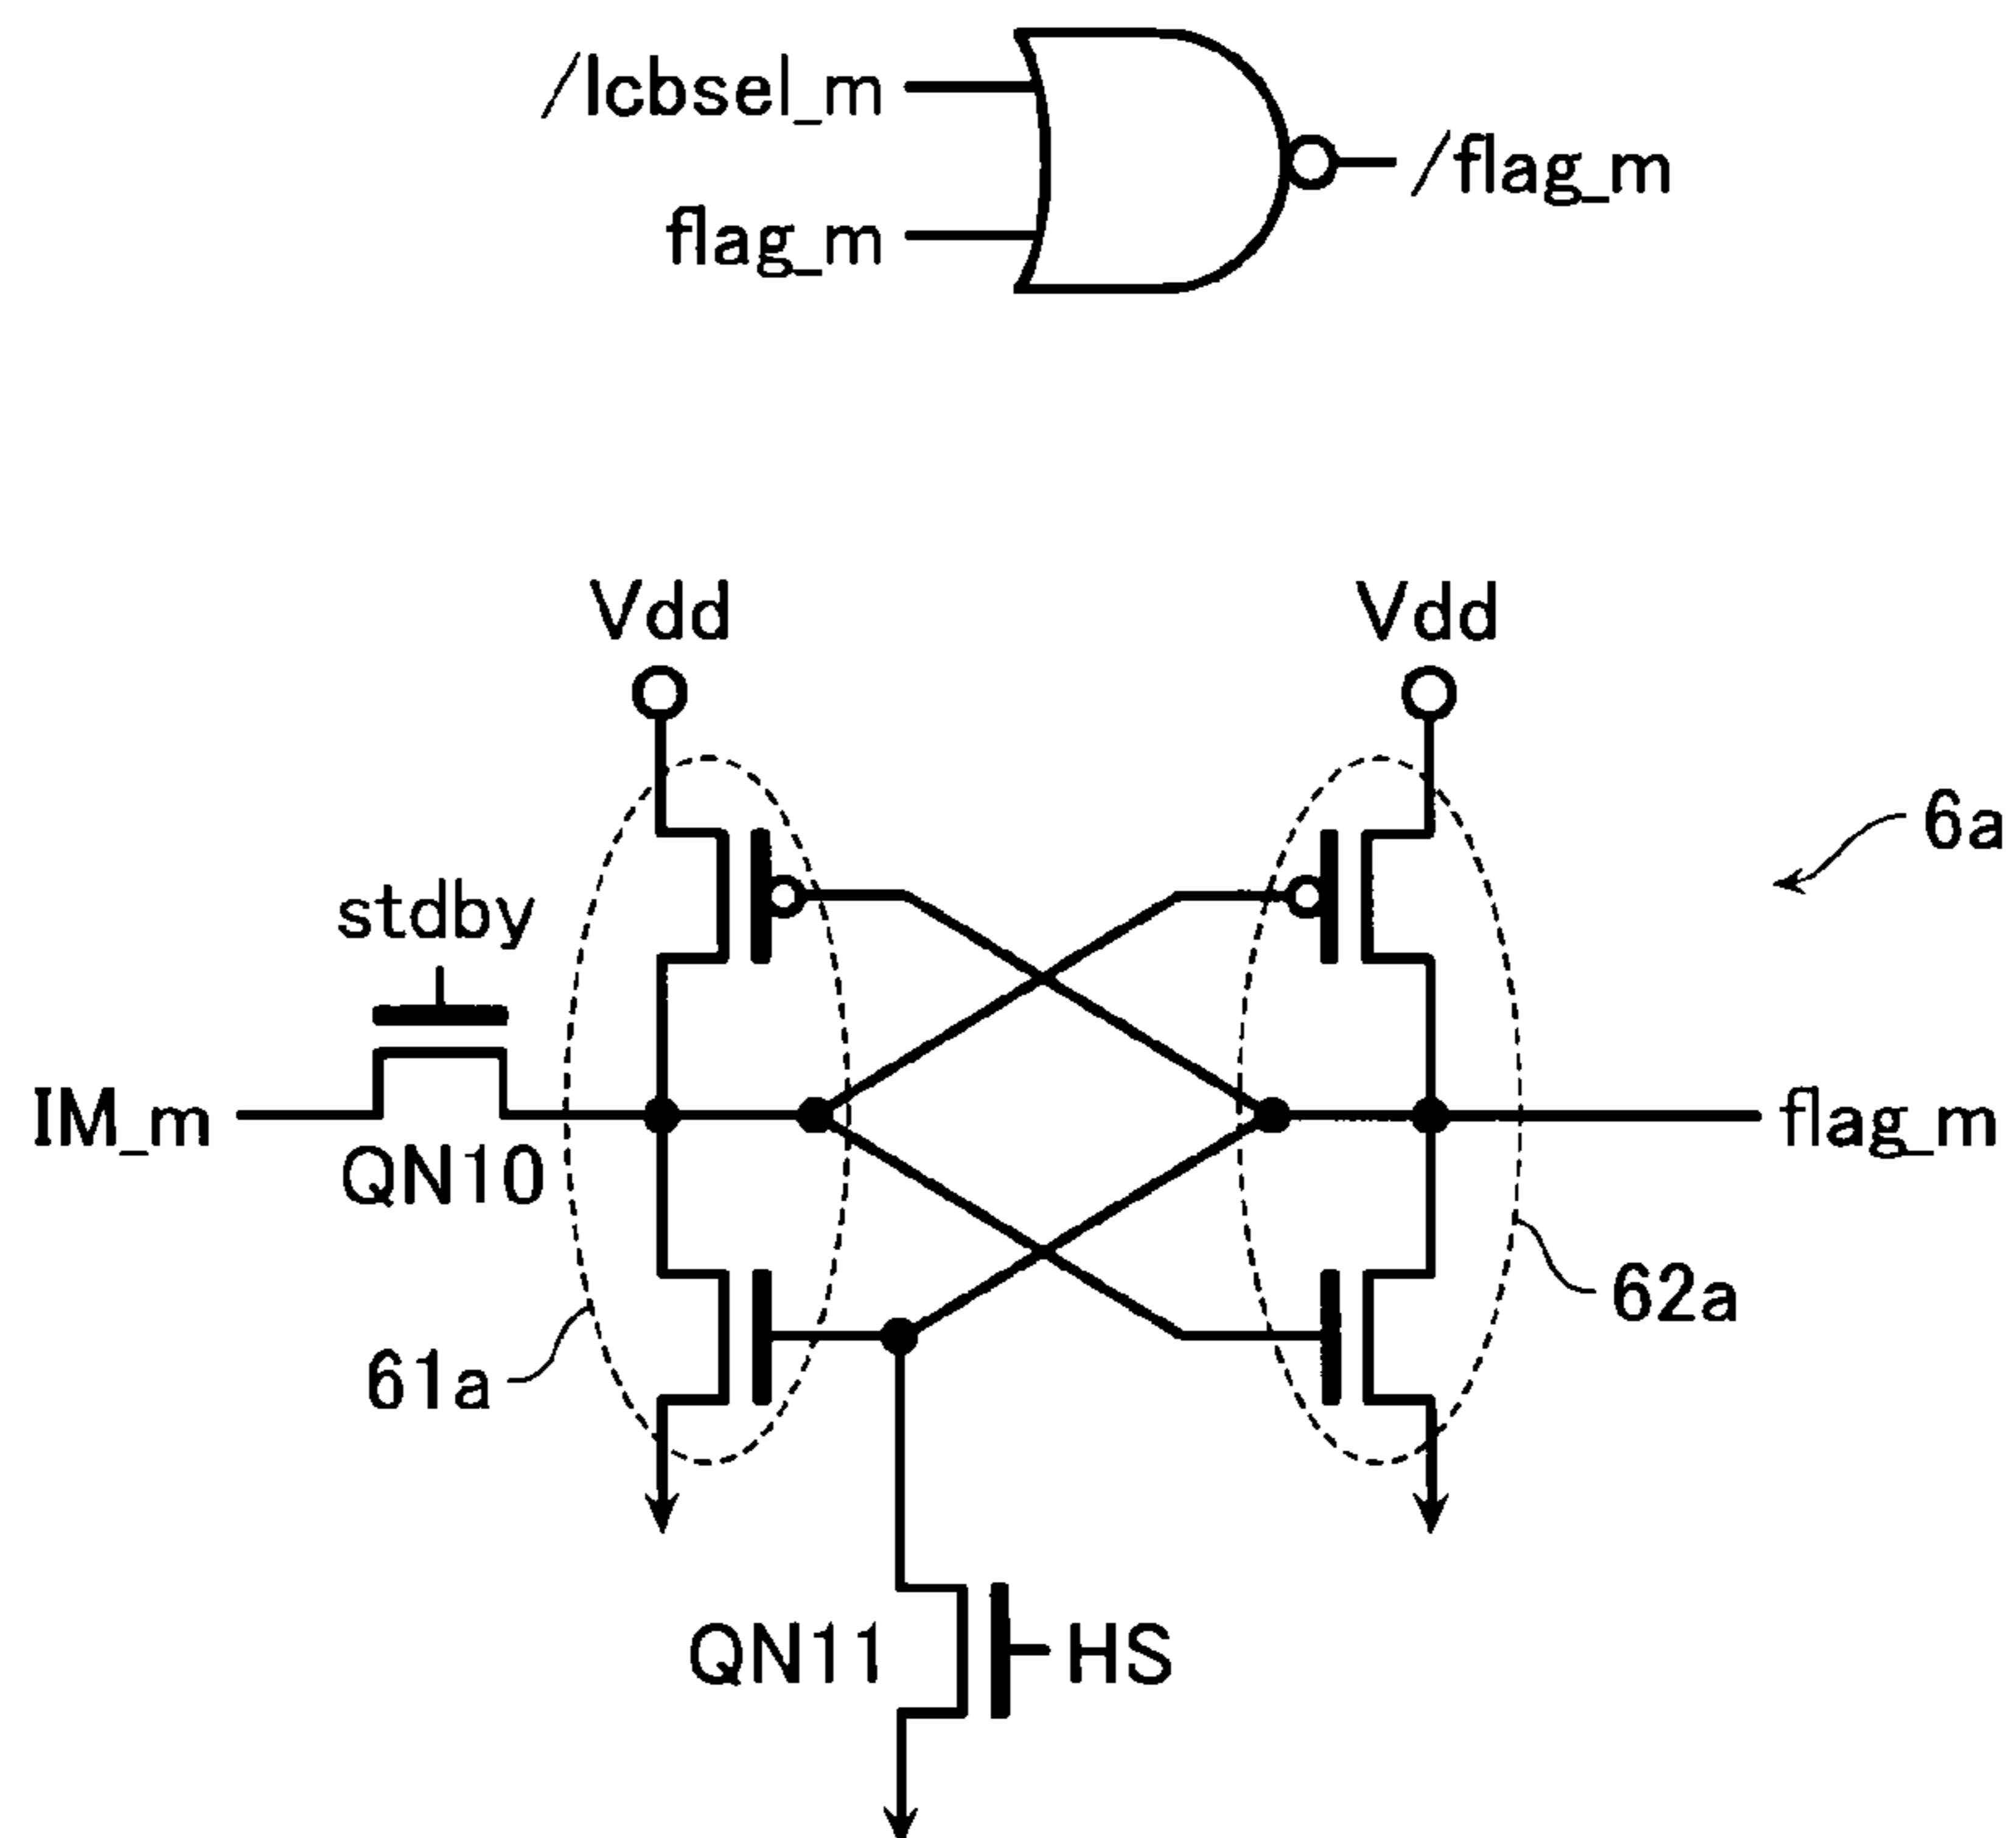 /lcbsel_m
/flag_m
flag_m
Vdd
Vdd
6a
stdby
IM_m
flag_m
QN10
62a
61a
QN11
HS